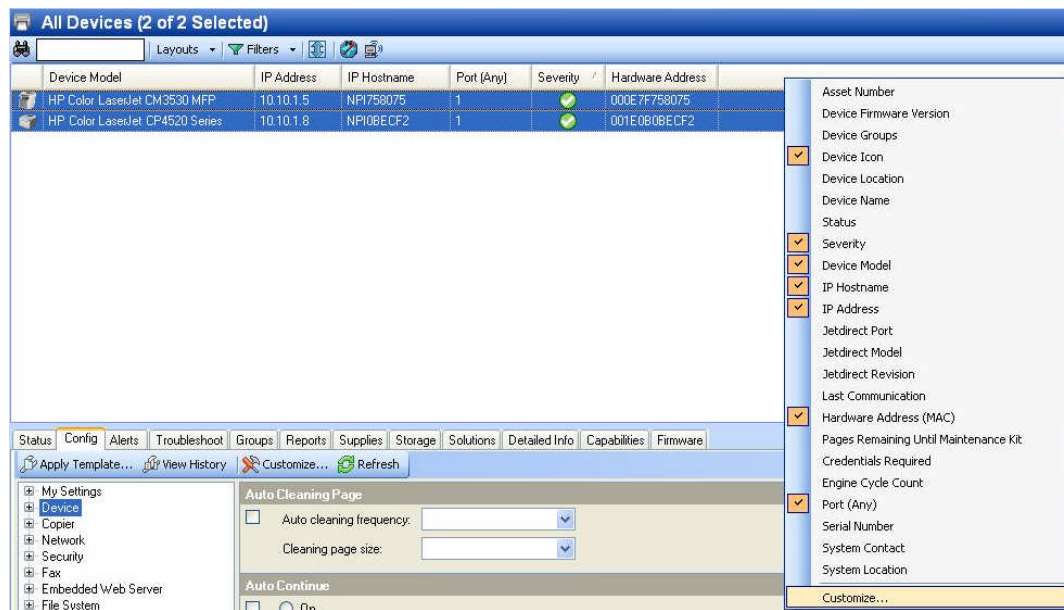 All Devices (2 of 2 Selected)
Layouts Filters
Device Model IP Address IP Hostname Port (Any) Severity Hardware Address
HP Color LaserJet CM3530 MFP 10.10.1.5 NPI758075 1 000E7F758075
HP Color LaserJet CP4520 Series 10.10.1.8 NPI0BECF2 1 001E0B0BECF2
Asset Number
Device Firmware Version
Device Groups
Device Icon
Device Location
Device Name
Status
Severity
Device Model
IP Hostname
IP Address
Jetdirect Port
Jetdirect Model
Jetdirect Revision
Last Communication
Hardware Address (MAC)
Pages Remaining Until Maintenance Kit
Credentials Required
Engine Cycle Count
Port (Any)
Serial Number
System Contact
System Location
Customize...
Status Config Alerts Troubleshoot Groups Reports Supplies Storage Solutions Detailed Info Capabilities Firmware
Apply Template... View History Customize... Refresh
My Settings
Device
Copier
Network
Security
Fax
Embedded Web Server
File System
Auto Cleaning Page
Auto cleaning frequency:
Cleaning page size:
Auto Continue
On